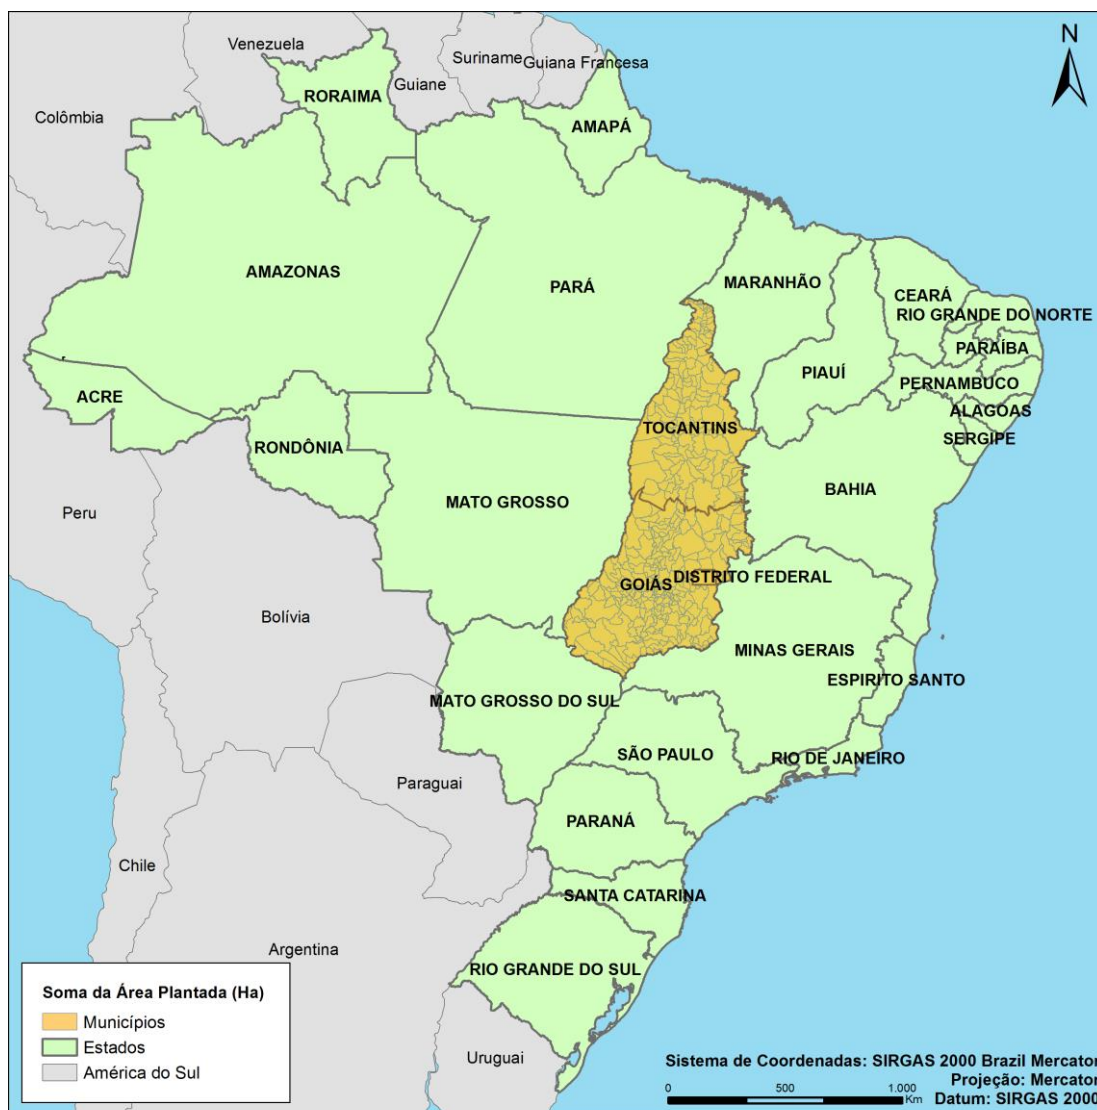 N
Venezuela
Suriname
Guiana Francesa
Guiane
RORAIMA
Colômbia
AMAPÁ
AMAZONAS
PARÁ
MARANHÃO
CEARÁ
RIO GRANDE DO NORTE
PARAÍBA
PIAUÍ
PERNAMBUCO
ACRE
ALAGOAS
TOCANTINS
SERGIPE
RONDÔNIA
BAHIA
MATO GROSSO
Peru
DISTRITO FEDERAL
GOIÁS
Bolívia
MINAS GERAIS
ESPIRITO SANTO
MATO GROSSO DO SUL
SÃO PAULO
RIO DE JANEIRO
Paraguai
PARANÁ
Chile
SANTA CATARINA
Argentina
RIO GRANDE DO SUL
Uruguai
Soma da Área Plantada (Ha)
Municípios
Estados
América do Sul
Sistema de Coordenadas: SIRGAS 2000 Brazil Mercator
Projeção: Mercator
Datum: SIRGAS 2000
0 500 1.000
Km